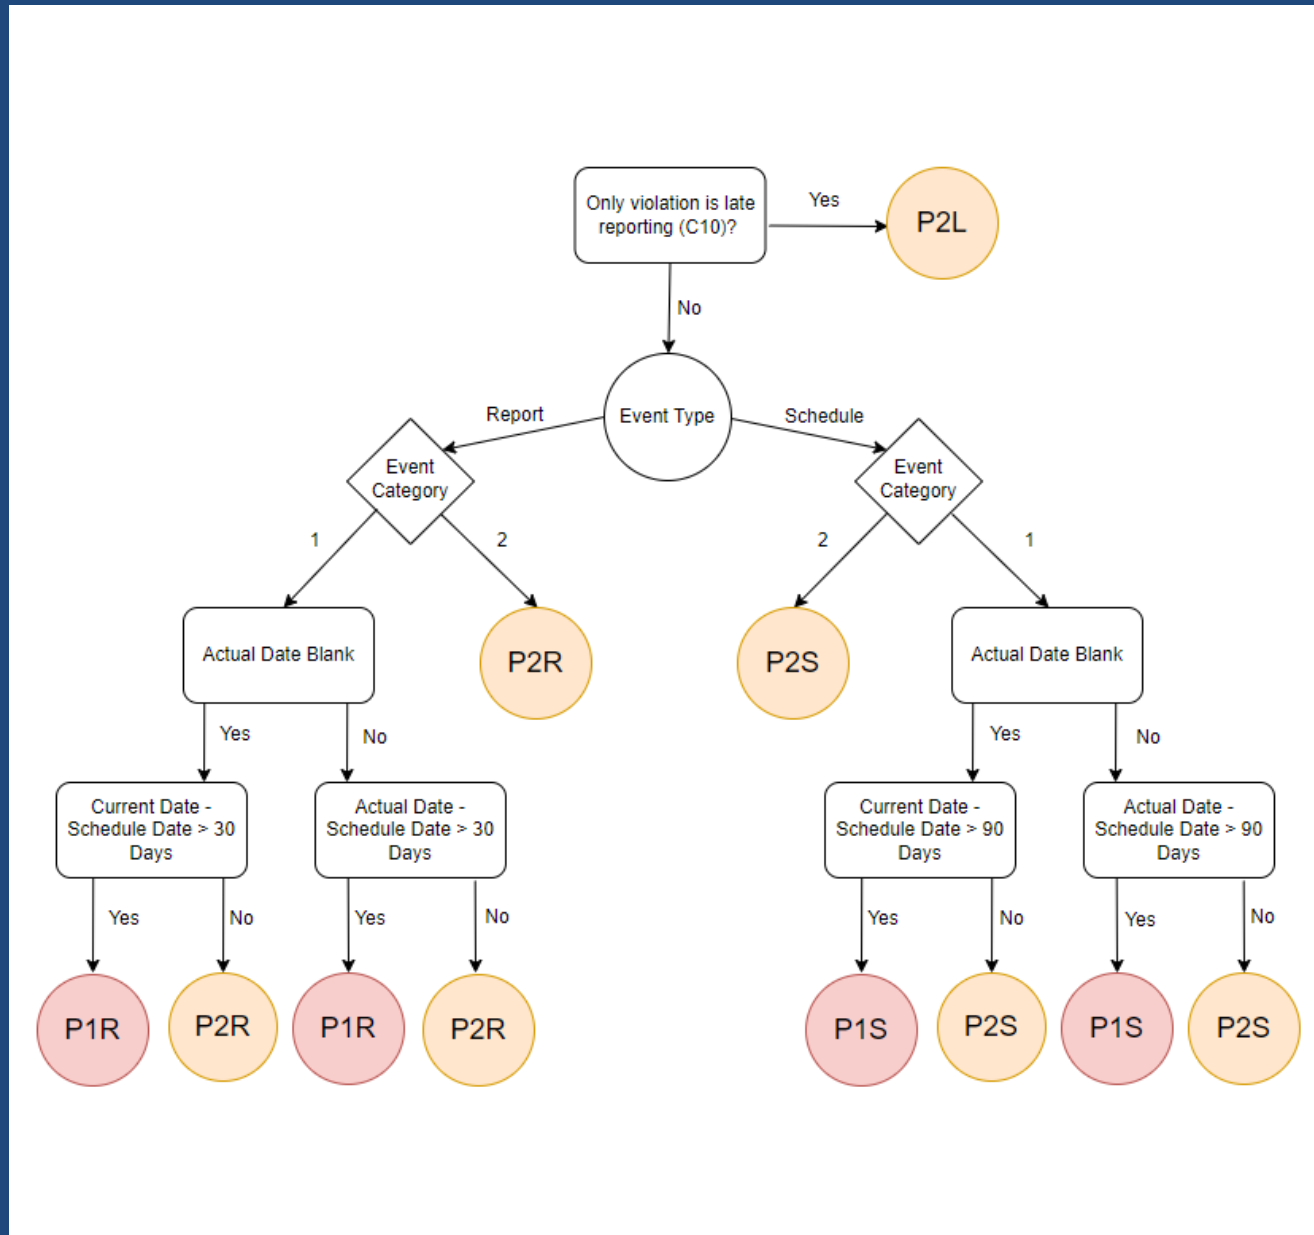 Only violation is late
reporting (C10)?
Yes
P2L
No
Event Type
Report
Schedule
Event
Category
Event
Category
1
2
2
1
Actual Date Blank
P2R
P2S
Actual Date Blank
Yes
No
Yes
No
Current Date -
Schedule Date > 30
Days
Actual Date -
Schedule Date > 30
Days
Current Date -
Schedule Date > 90
Days
Actual Date -
Schedule Date > 90
Days
Yes
No
Yes
No
Yes
No
Yes
No
P1R
P2R
P1R
P2R
P1S
P2S
P1S
P2S